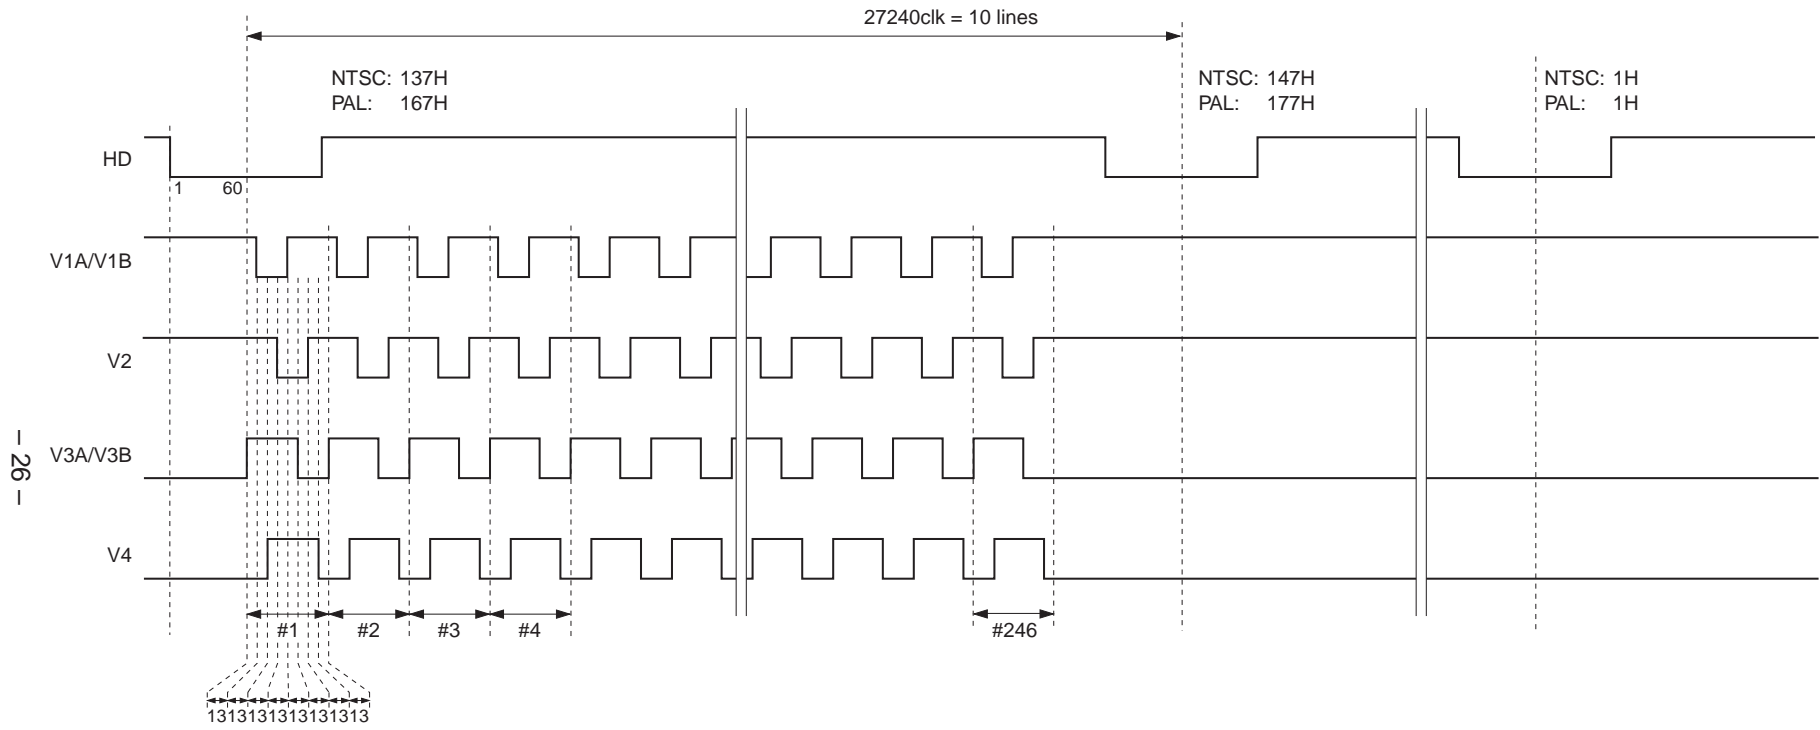 27240clk = 10 lines
NTSC: 137H
PAL: 167H
NTSC: 147H
PAL: 177H
NTSC: 1H
PAL: 1H
HD
1
60
V1A/V1B
V2
V3A/V3B
V4
#1
#2
#3
#4
#246
1313131313131313
– 26 –